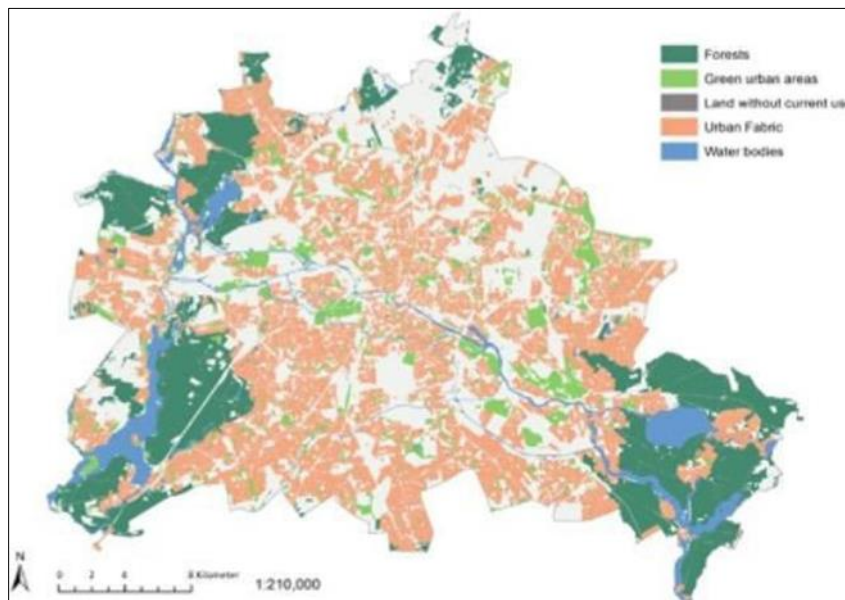 Forests
Green urban areas
Land without current us
Urban Fabric
Water bodies
N
0 2 4 8 Kilometer
1:210,000